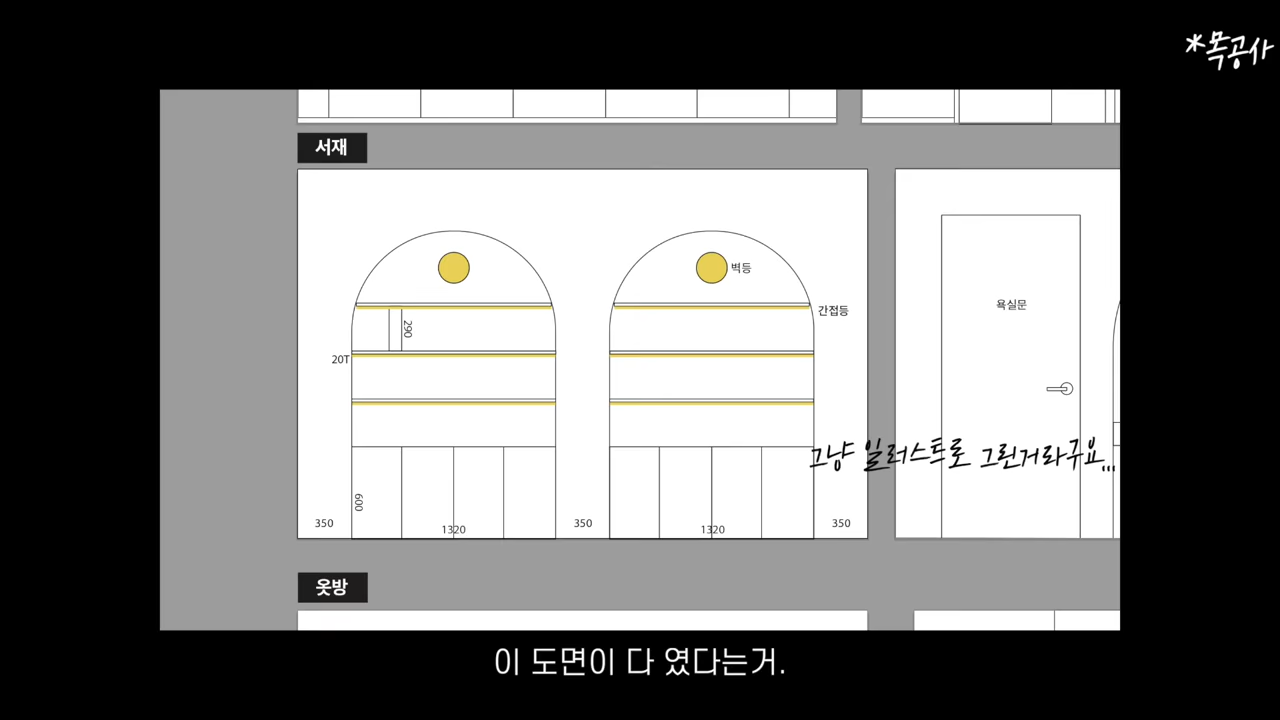 *목공사
서재
벽등
간접등
290
20T
욕실문
그냥 일러스트로 그린거라구요...
600
350
1320
350
1320
350
옷방
이 도면이 다 였다는거.